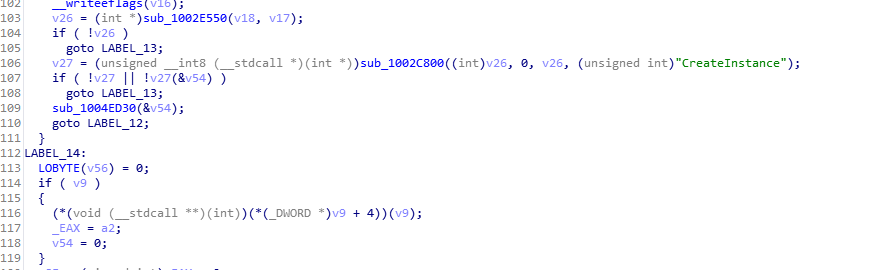 102 __writeeflags(v16);
103 v26 = (int *)sub_1002E550(v18, v17);
104 if ( !v26 )
105 goto LABEL_13;
106 v27 = (unsigned __int8 (__stdcall *)(int *))sub_1002C800((int)v26, 0, v26, (unsigned int)"CreateInstance");
107 if ( !v27 || !v27(&v54) )
108 goto LABEL_13;
109 sub_1004ED30(&v54);
110 goto LABEL_12;
111 }
112 LABEL_14:
113 LOBYTE(v56) = 0;
114 if ( v9 )
115 {
116 (*(void (__stdcall **)(int))(*(_DWORD *)v9 + 4))(v9);
117 _EAX = a2;
118 v54 = 0;
119 }